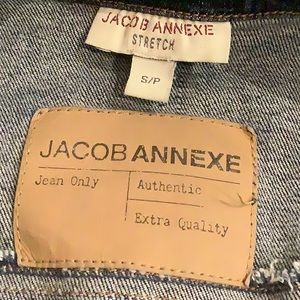 JACOB ANNEXE
STRETCH
S/P
JACOB ANNEXE
Jean Only
Authentic
Extra Quality